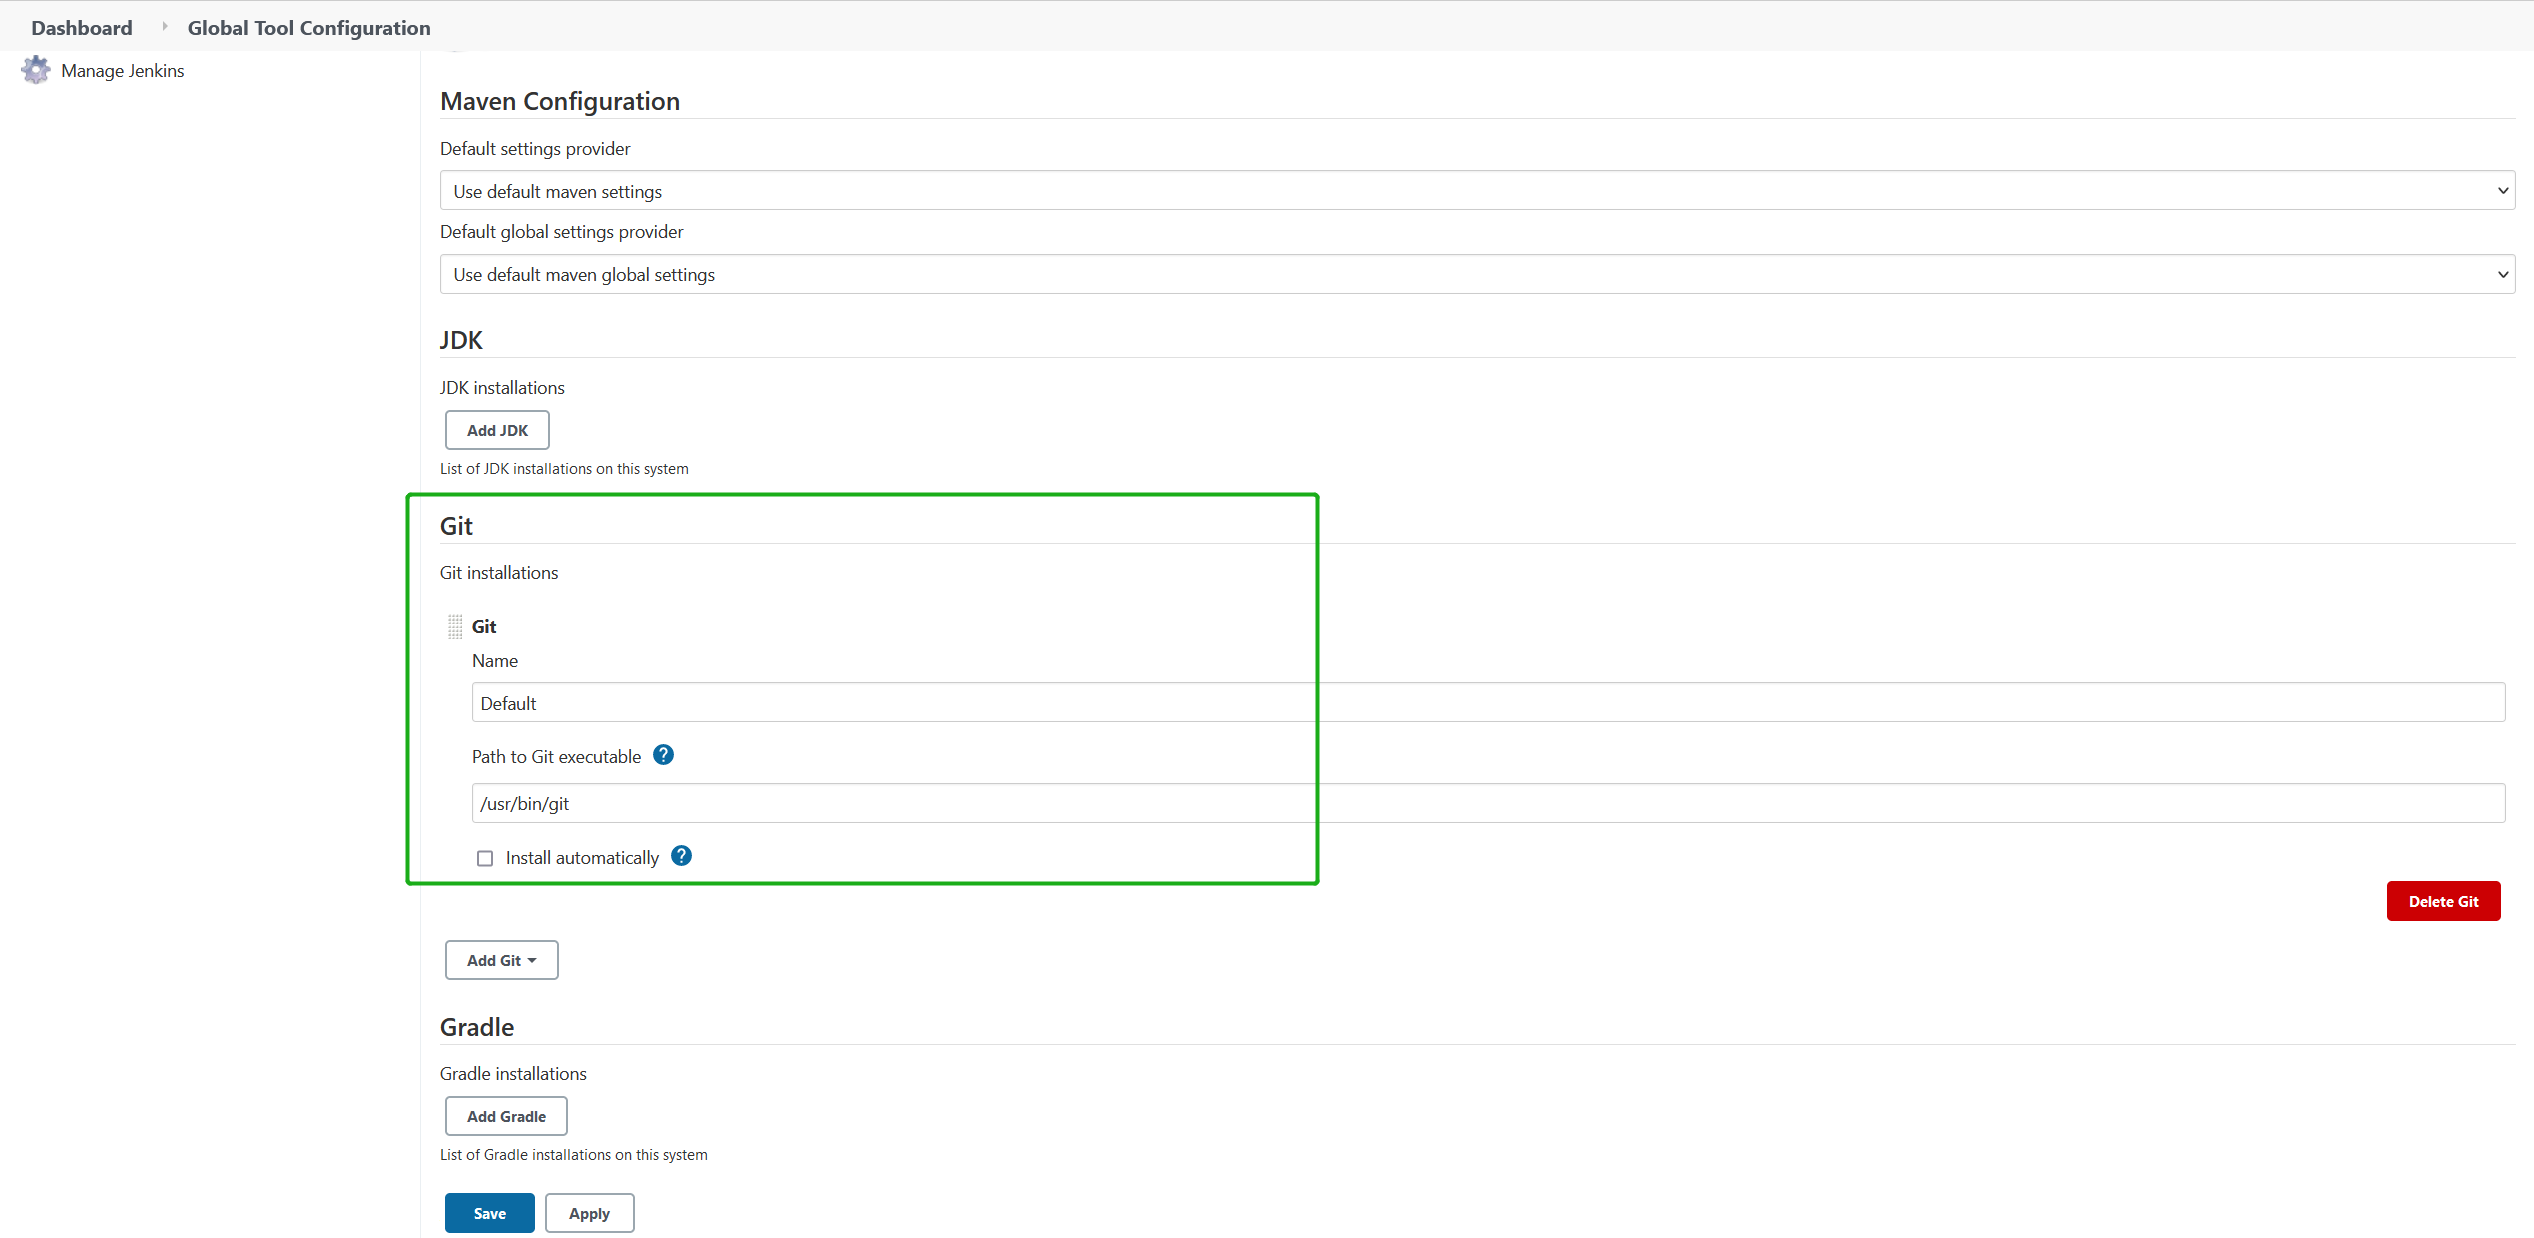 Dashboard
Global Tool Configuration
Manage Jenkins
Maven Configuration
Default settings provider
Use default maven settings
Default global settings provider
Use default maven global settings
JDK
JDK installations
Add JDK
List of JDK installations on this system
Git
Git installations
Git
Name
Default
Path to Git executable ?
/usr/bin/git
Install automatically ?
Delete Git
Add Git
Gradle
Gradle installations
Add Gradle
List of Gradle installations on this system
Save
Apply